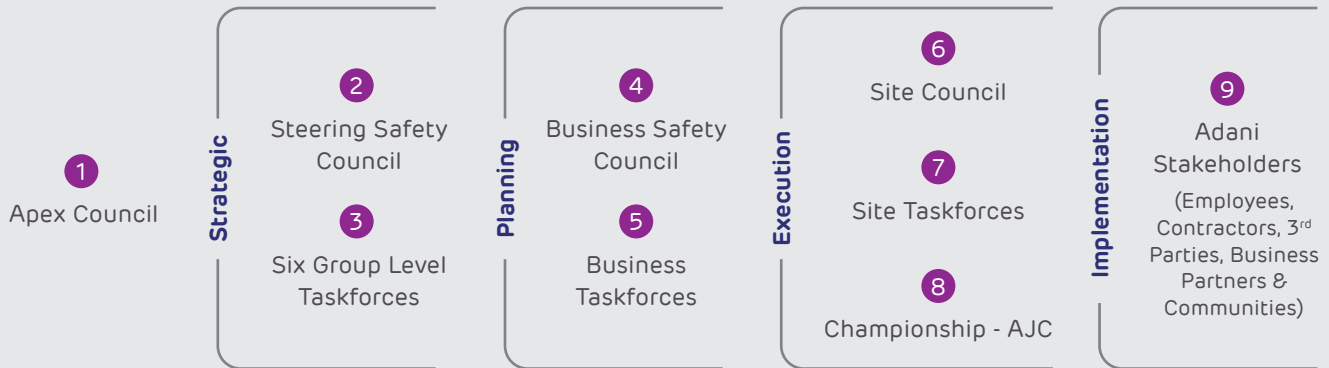 1
Apex Council
Strategic
2
Steering Safety
Council
3
Six Group Level
Taskforces
Planning
4
Business Safety
Council
5
Business
Taskforces
Execution
6
Site Council
7
Site Taskforces
8
Championship - AJC
Implementation
9
Adani
Stakeholders
(Employees,
Contractors, 3rd
Parties, Business
Partners &
Communities)